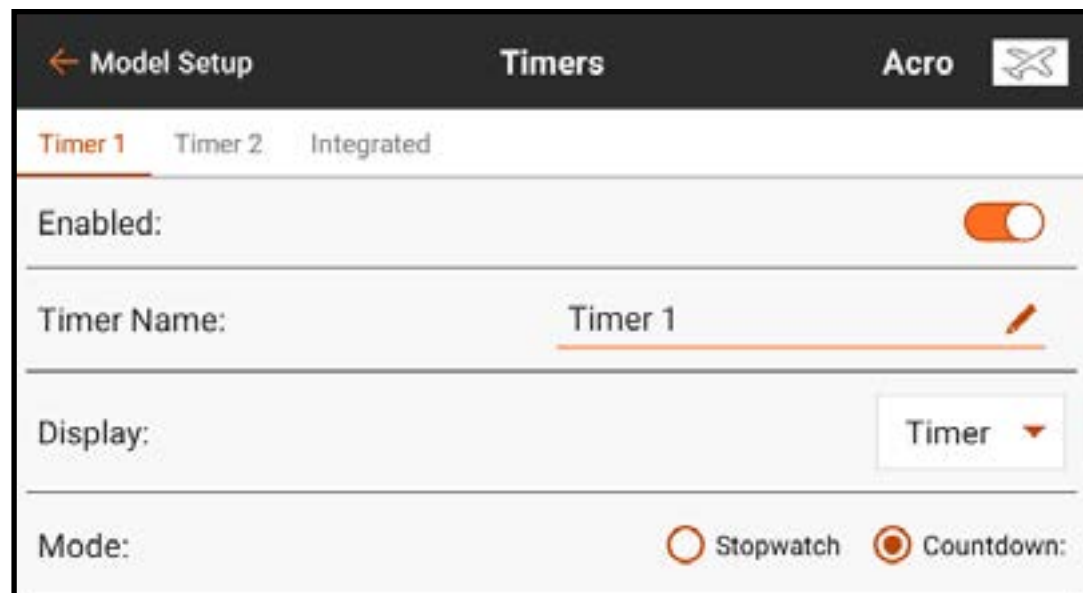 Model Setup Timers Acro
Timer 1 Timer 2 Integrated
Enabled:
Timer Name: Timer 1
Display: Timer
Mode: Stopwatch Countdown: